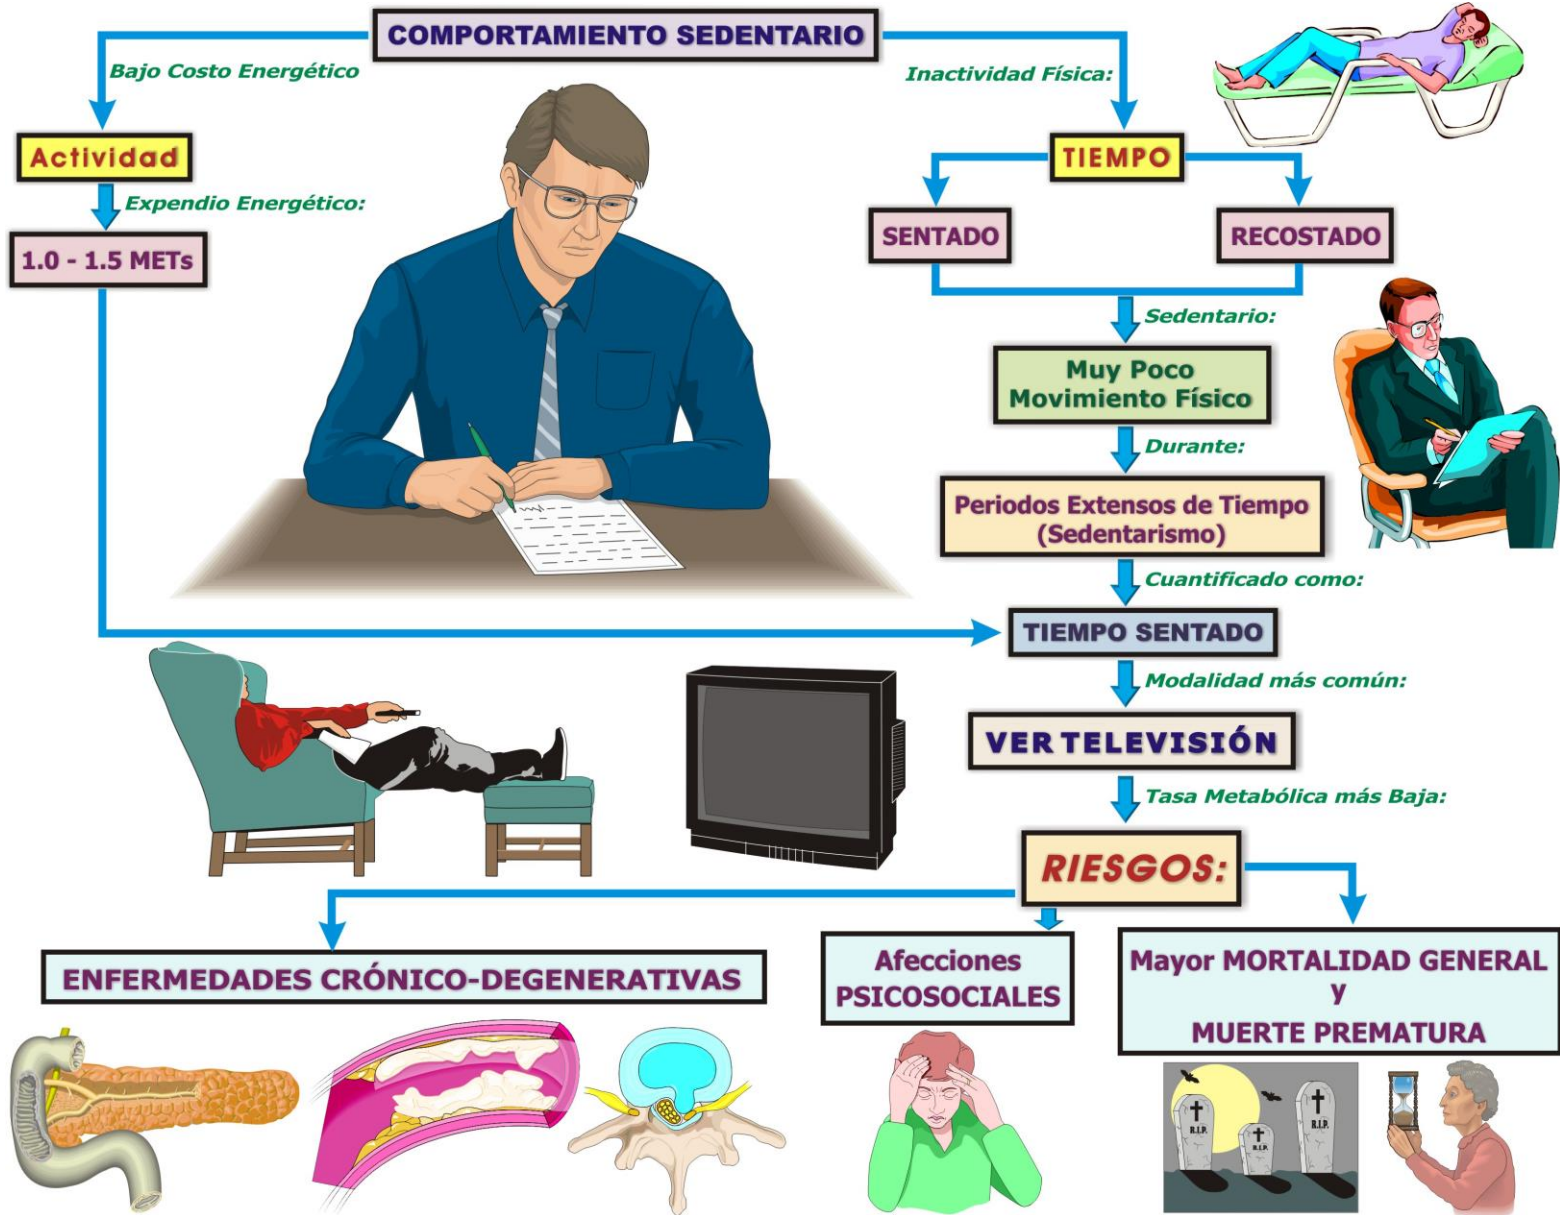 COMPORTAMIENTO SEDENTARIO
Bajo Costo Energético
Inactividad Física:
Actividad
TIEMPO
Expendio Energético:
1.0 - 1.5 METs
SENTADO
RECOSTADO
Sedentario:
Muy Poco
Movimiento Físico
Durante:
Periodos Extensos de Tiempo
(Sedentarismo)
Cuantificado como:
TIEMPO SENTADO
Modalidad más común:
VER TELEVISIÓN
Tasa Metabólica más Baja:
RIESGOS:
ENFERMEDADES CRÓNICO-DEGENERATIVAS
Afecciones
PSICOSOCIALES
Mayor MORTALIDAD GENERAL
y
MUERTE PREMATURA
R.I.P.
R.I.P.
R.I.P.